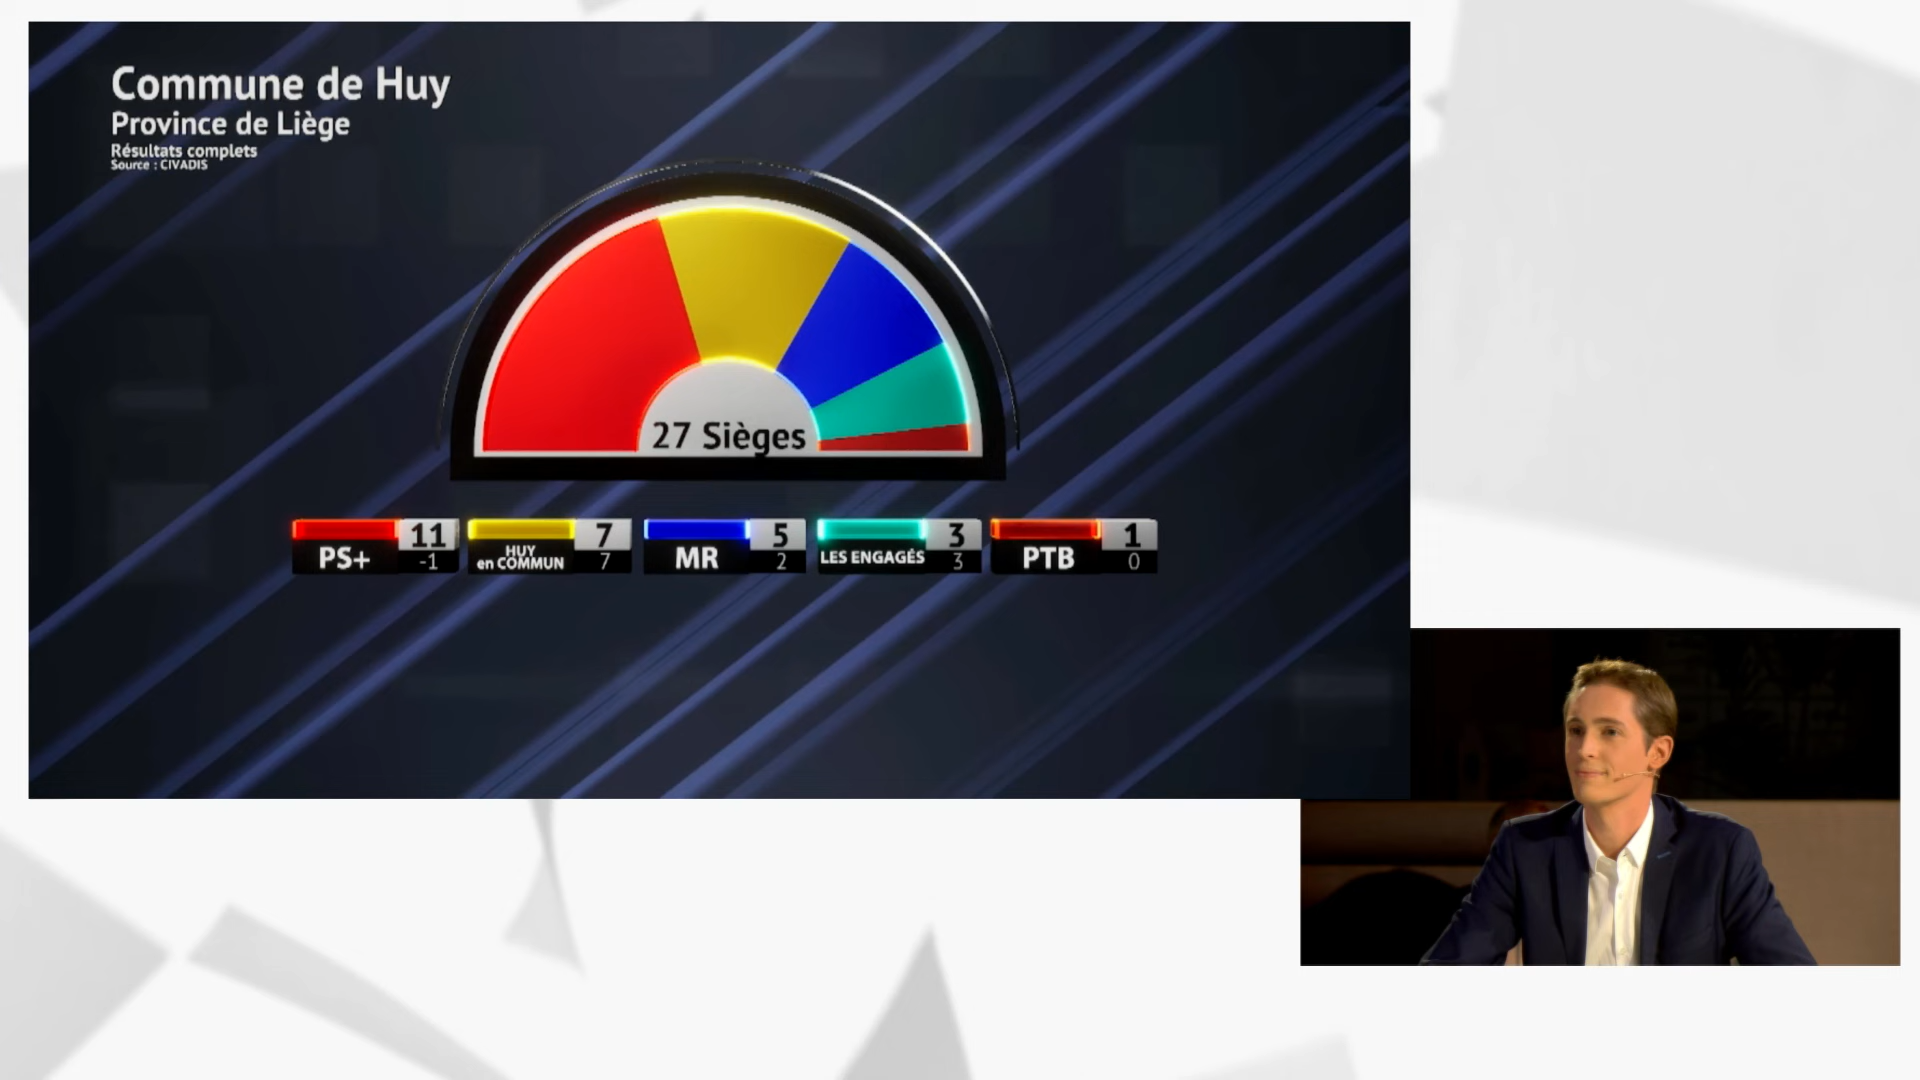 Commune de Huy
Province de Liège
Résultats complets
Source : CIVADIS
27 Sièges
PS+ 11 -1
HUY en COMMUN 7 7
MR 5 2
LES ENGAGÉS 3 3
PTB 1 0